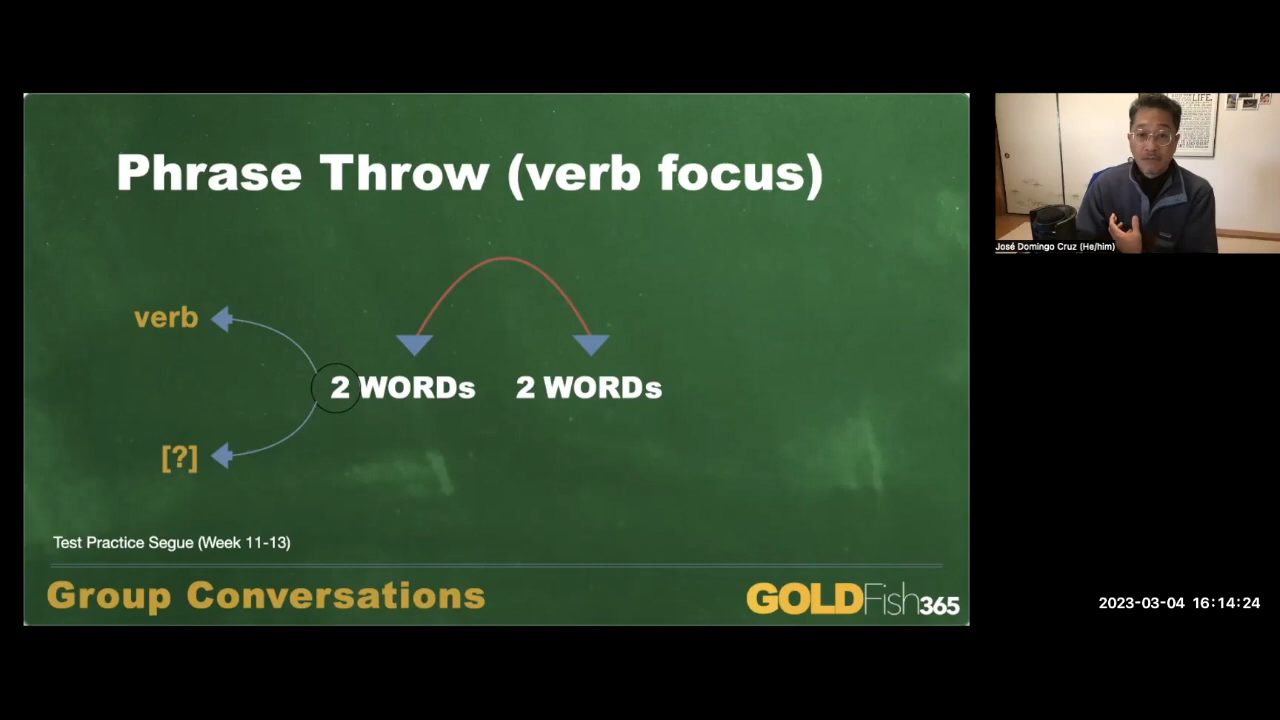 Phrase Throw (verb focus)
verb
2 WORDs 2 WORDs
[?]
Test Practice Segue (Week 11-13)
Group Conversations
GOLDFish365
LIFE
José Domingo Cruz (He/him)
2023-03-04 16:14:24